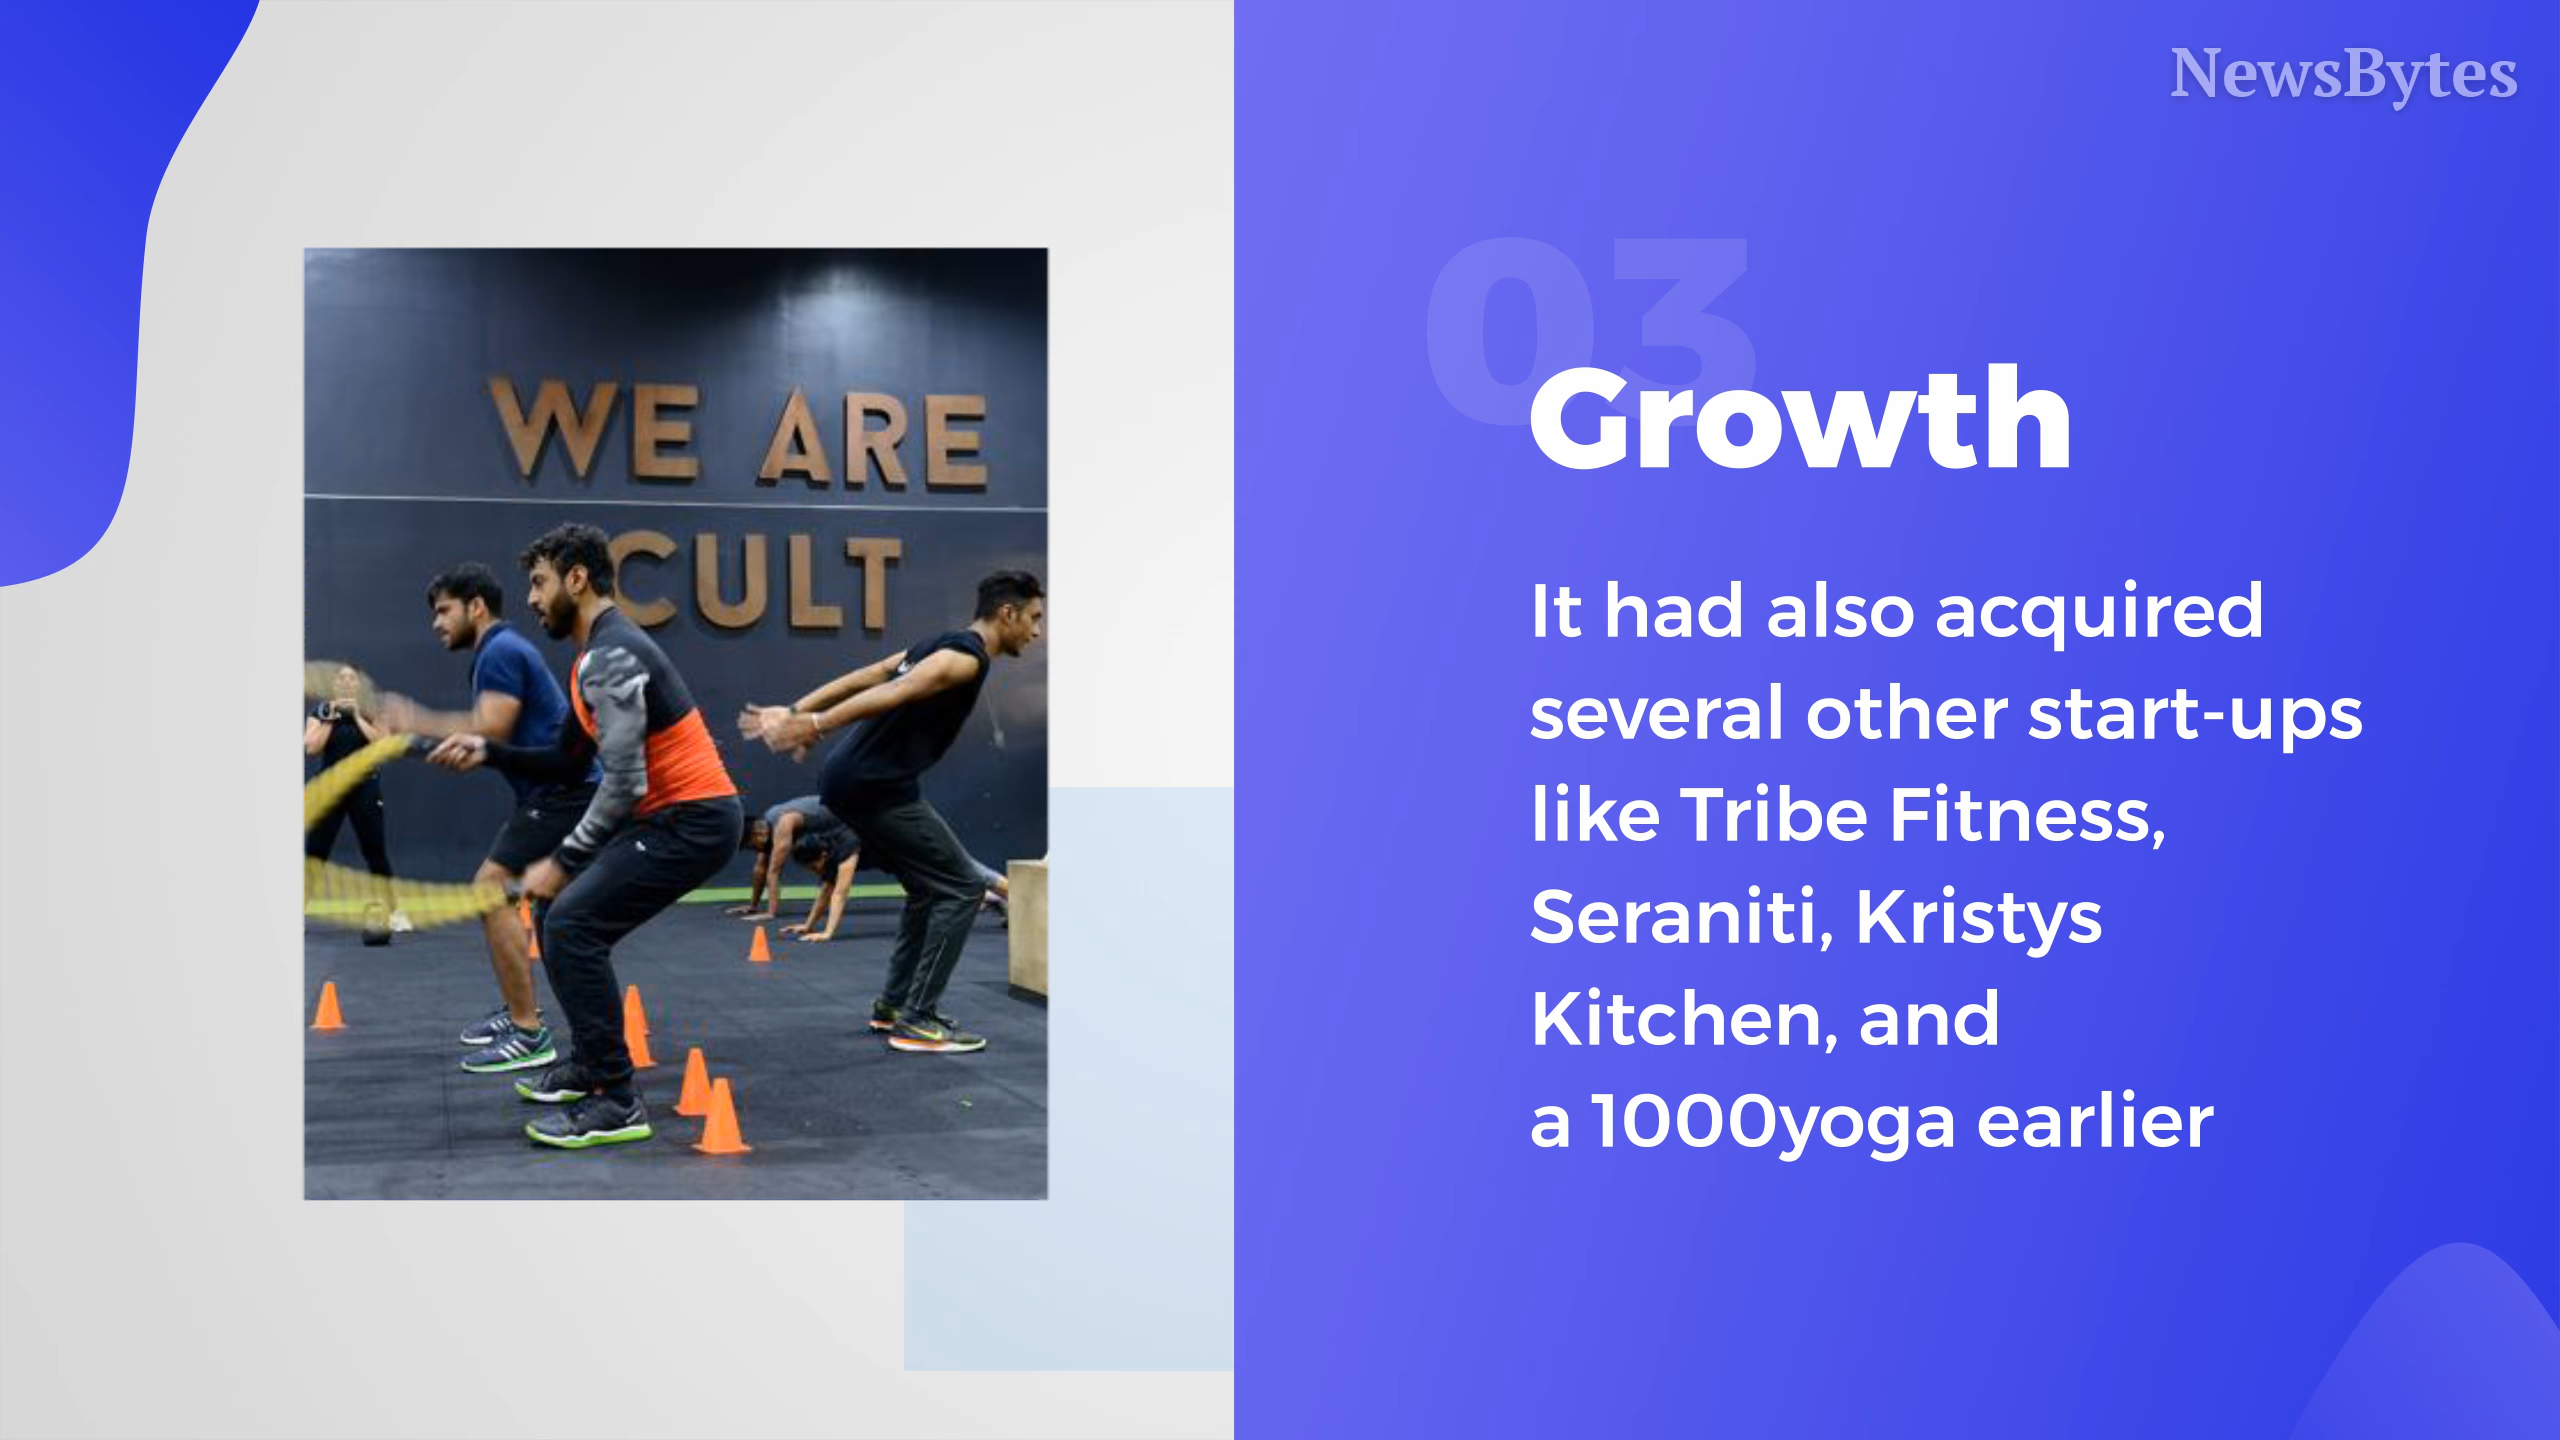 NewsBytes
WE ARE
CULT
03
Growth
It had also acquired
several other start-ups
like Tribe Fitness,
Seraniti, Kristys
Kitchen, and
a 1000yoga earlier